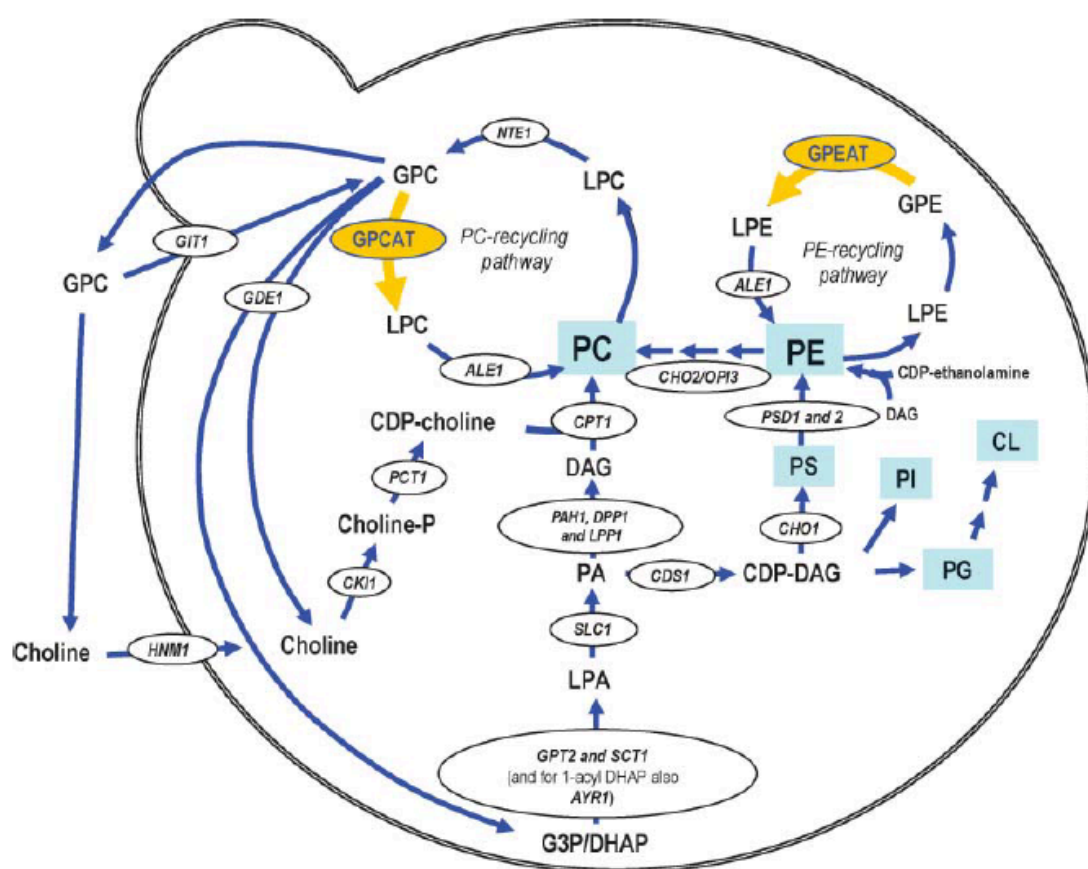 NTE1
GPEAT
GPC
LPC
GPE
LPE
GPCAT
PC-recycling
pathway
PE-recycling
pathway
GIT1
GPC
GDE1
ALE1
LPC
LPE
PC
PE
ALE1
CHO2/OPI3
CDP-ethanolamine
DAG
CDP-choline
CPT1
PSD1 and 2
CL
PCT1
DAG
PS
PI
Choline-P
PAH1, DPP1
and LPP1
CHO1
CKI1
PA
CDS1
CDP-DAG
PG
Choline
HNM1
Choline
SLC1
LPA
GPT2 and SCT1
(and for 1-acyl DHAP also
AYR1)
G3P/DHAP